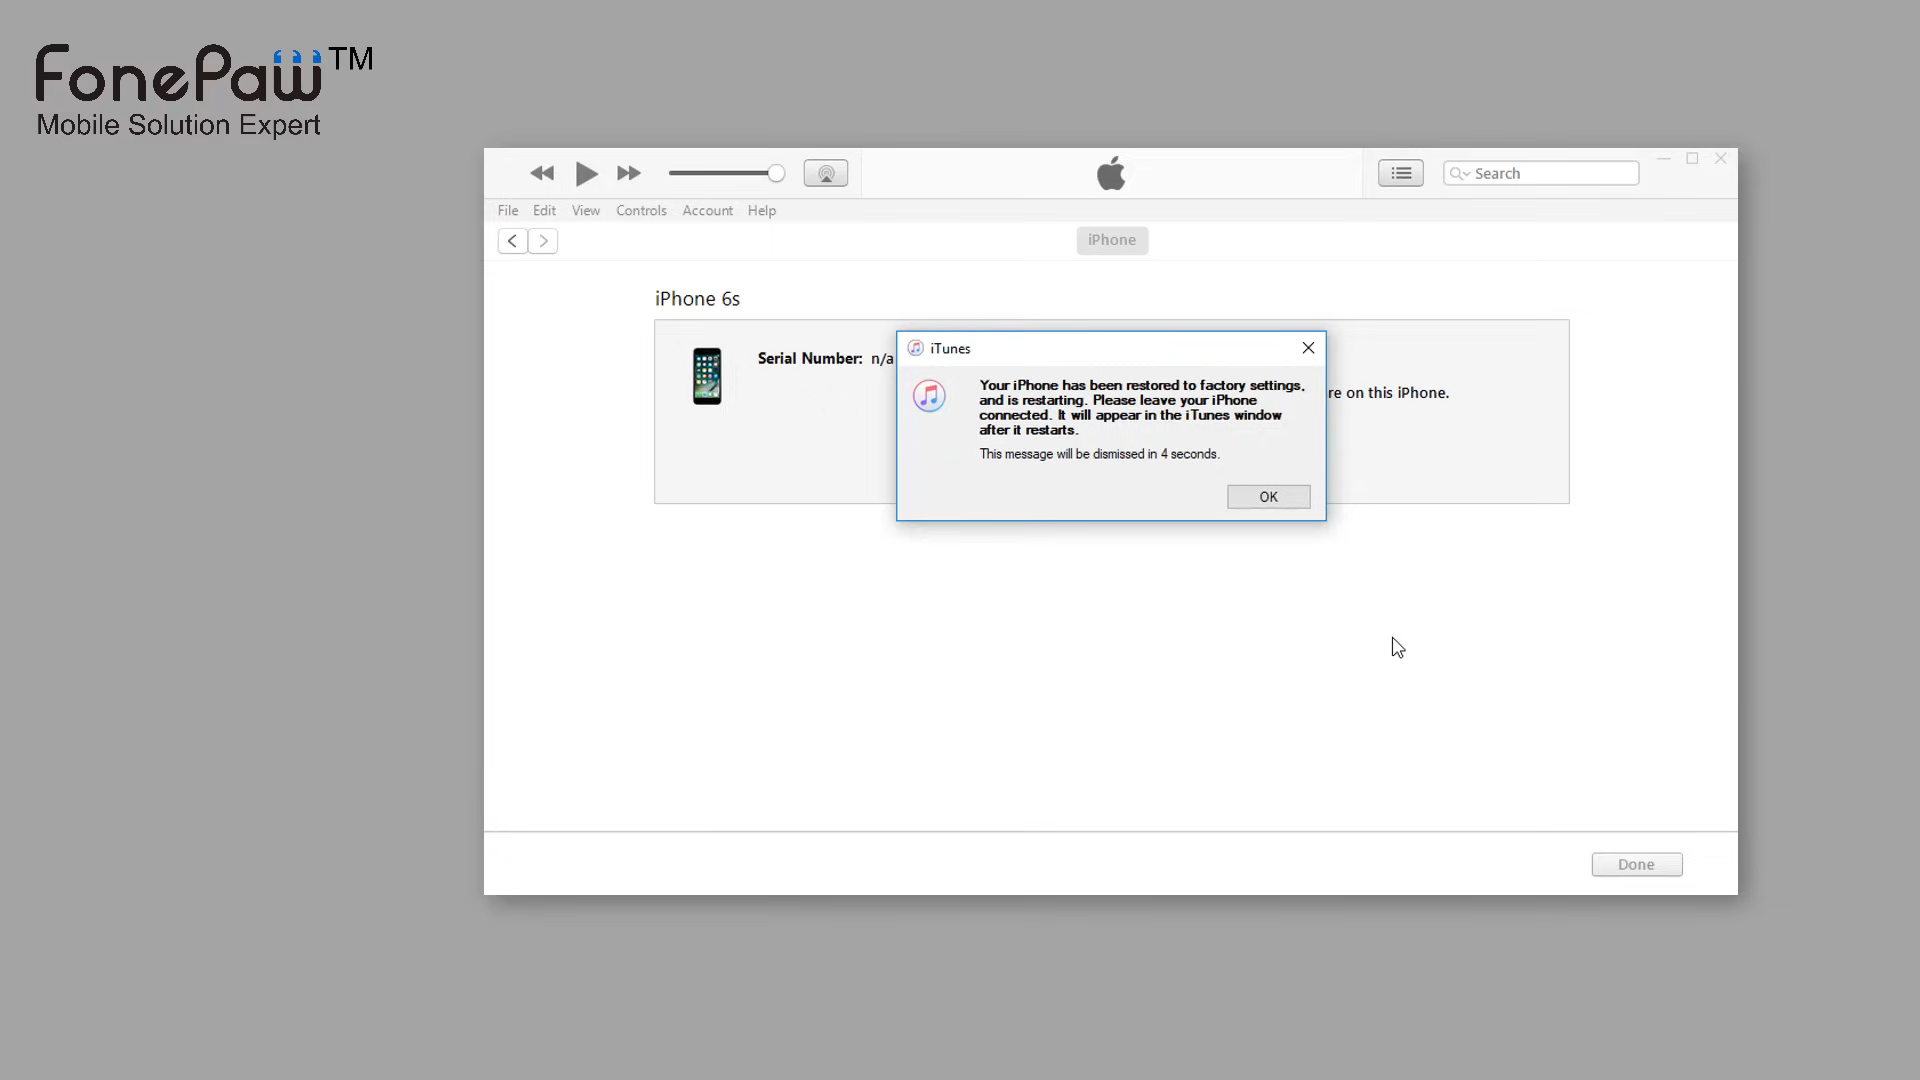 FonePaw™
Mobile Solution Expert
Search
File Edit View Controls Account Help
iPhone
iPhone 6s
Serial Number: n/a
re on this iPhone.
iTunes
Your iPhone has been restored to factory settings,
and is restarting. Please leave your iPhone
connected. It will appear in the iTunes window
after it restarts.
This message will be dismissed in 4 seconds.
OK
Done